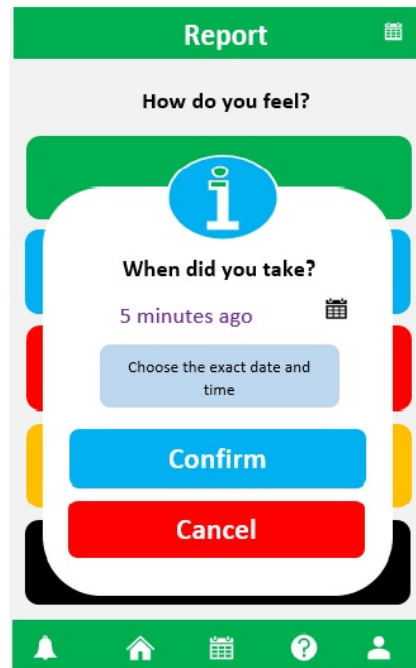 Report
How do you feel?
When did you take?
5 minutes ago
Choose the exact date and
time
Confirm
Cancel